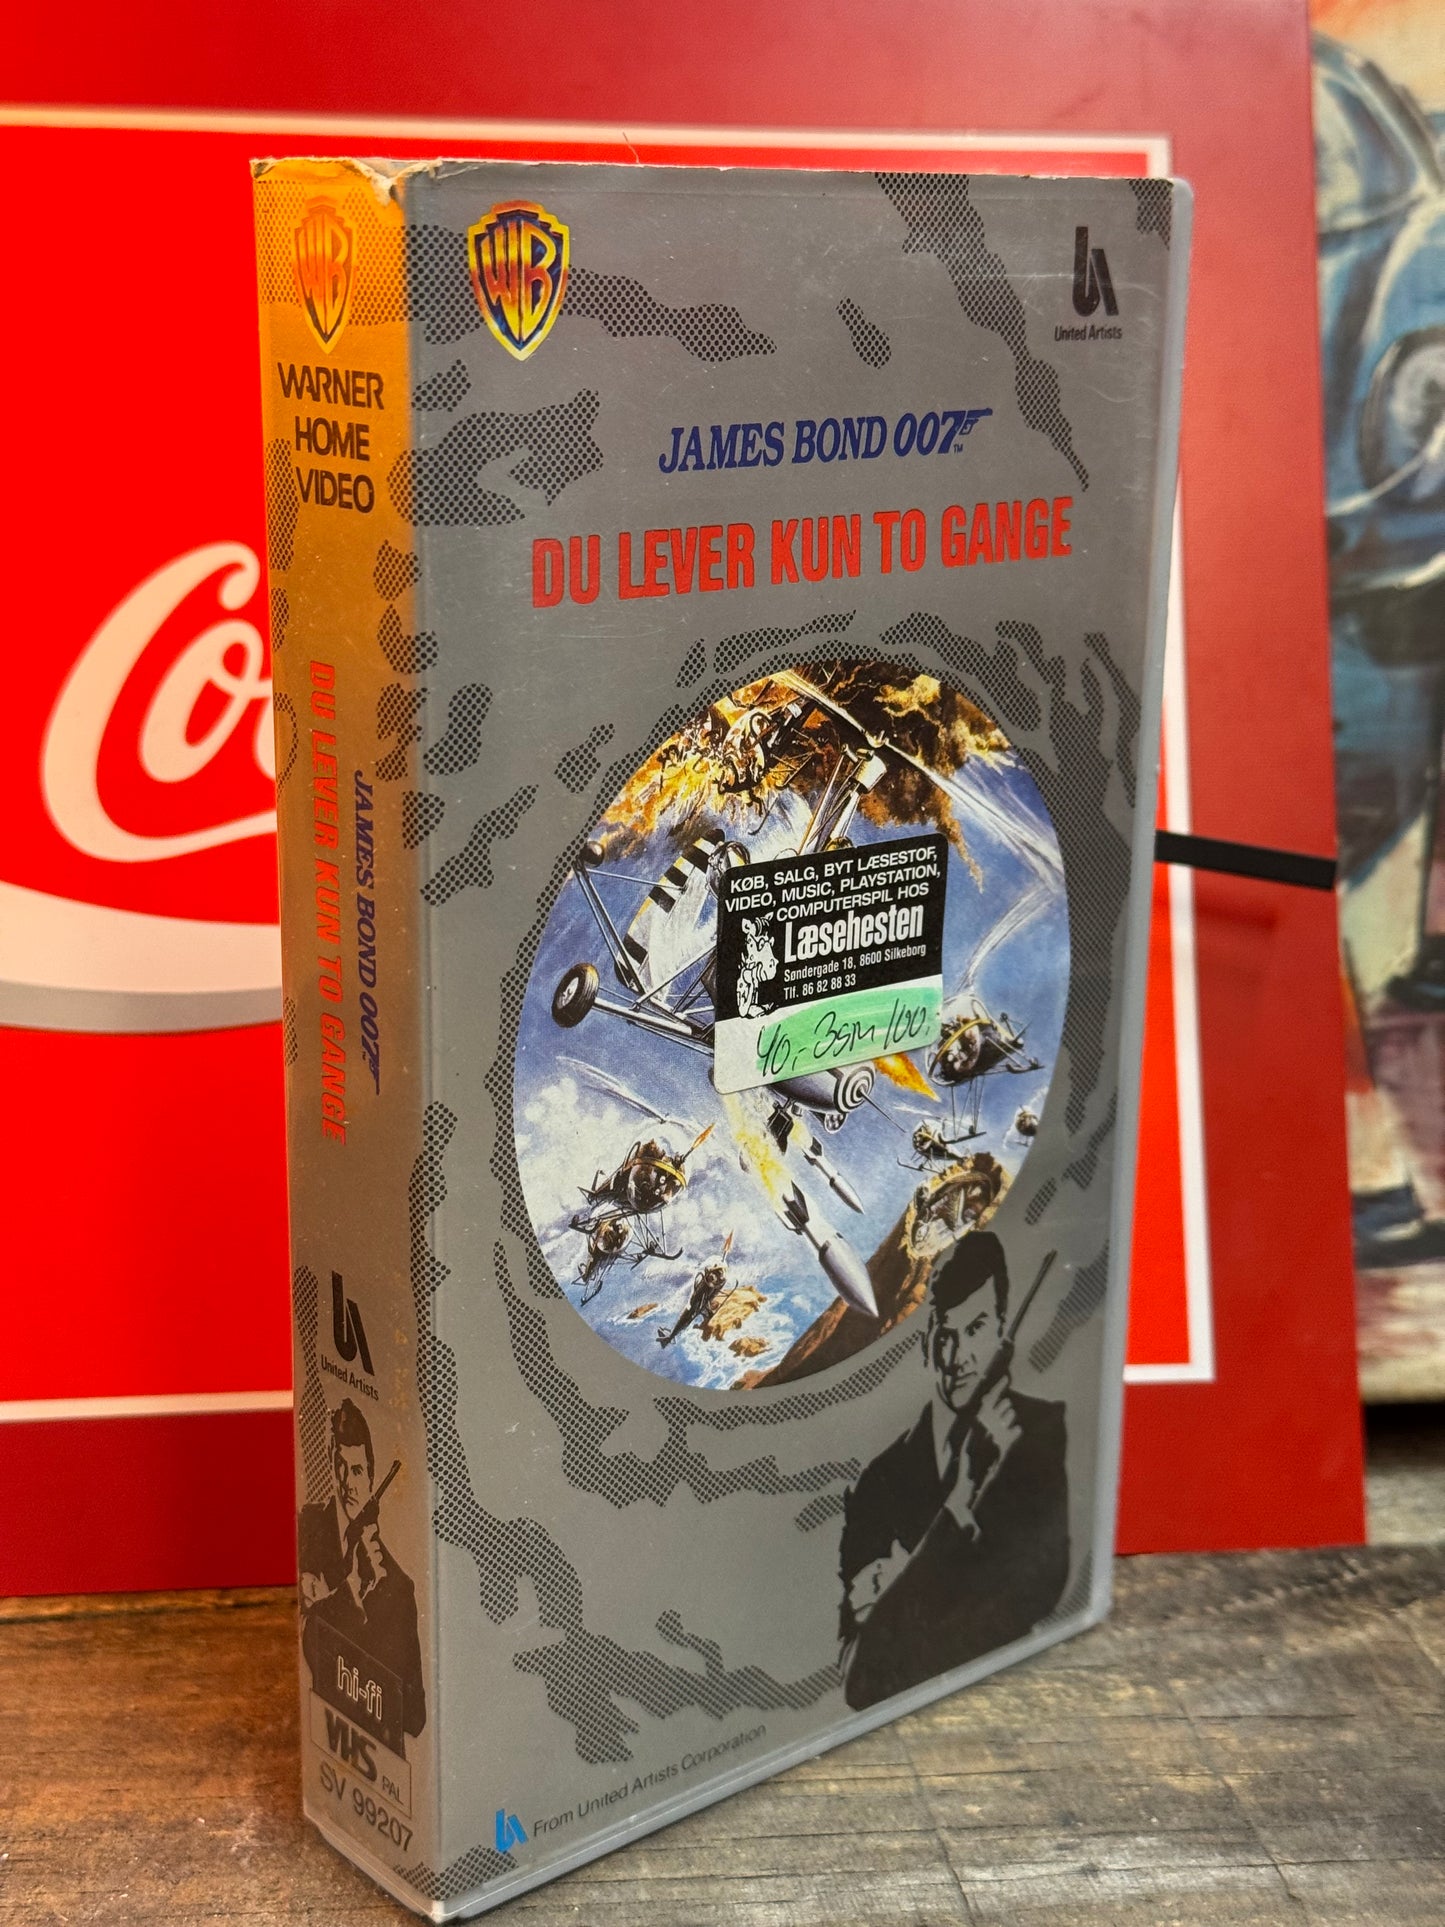 Co
WB
WARNER
HOME
VIDEO
DU LEVER KUN TO GANGE
JAMES BOND 007
United Artists
hi-fi
VHS PAL
SV 99207
WB
United Artists
JAMES BOND 007 TM
DU LEVER KUN TO GANGE
KØB, SALG, BYT LÆSESTOF,
VIDEO, MUSIC, PLAYSTATION,
COMPUTERSPIL HOS
Læsehesten
Søndergade 18, 8600 Silkeborg
Tlf. 86 82 88 33
40,- 3stk 100,
From United Artists Corporation